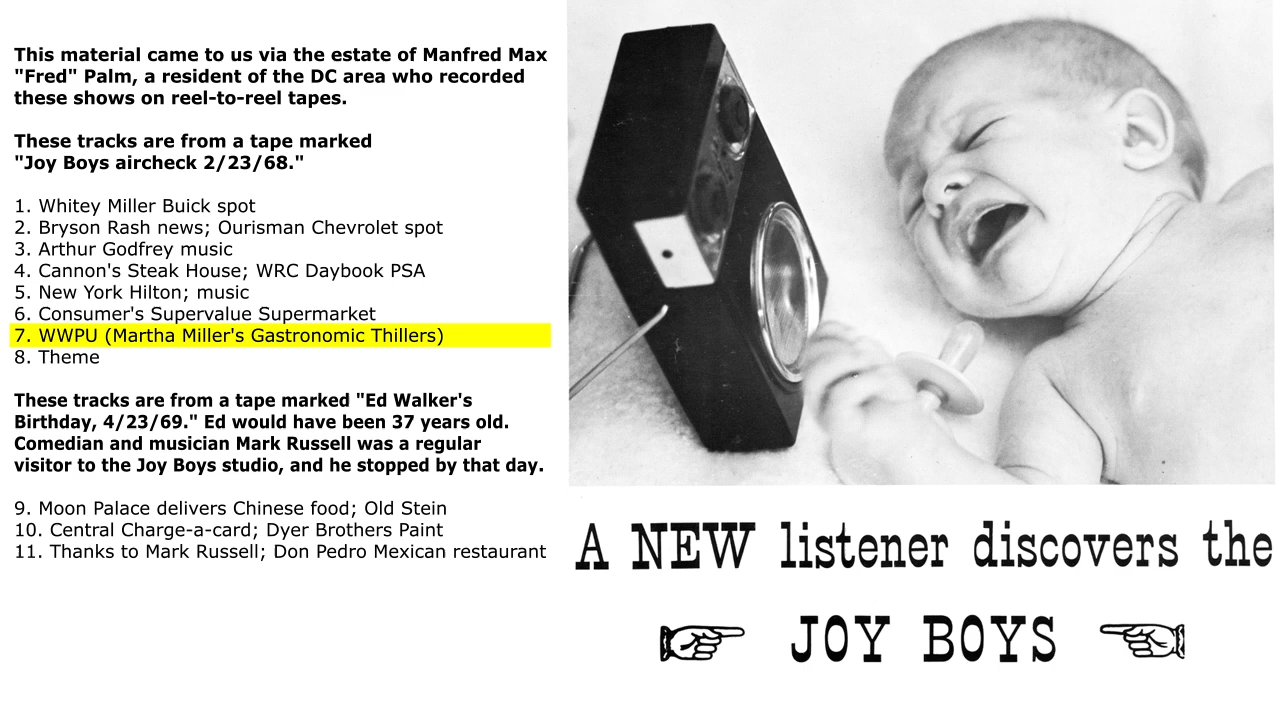 This material came to us via the estate of Manfred Max
"Fred" Palm, a resident of the DC area who recorded
these shows on reel-to-reel tapes.
These tracks are from a tape marked
"Joy Boys aircheck 2/23/68."
1. Whitey Miller Buick spot
2. Bryson Rash news; Ourisman Chevrolet spot
3. Arthur Godfrey music
4. Cannon's Steak House; WRC Daybook PSA
5. New York Hilton; music
6. Consumer's Supervalue Supermarket
7. WWPU (Martha Miller's Gastronomic Thillers)
8. Theme
These tracks are from a tape marked "Ed Walker's
Birthday, 4/23/69." Ed would have been 37 years old.
Comedian and musician Mark Russell was a regular
visitor to the Joy Boys studio, and he stopped by that day.
9. Moon Palace delivers Chinese food; Old Stein
10. Central Charge-a-card; Dyer Brothers Paint
11. Thanks to Mark Russell; Don Pedro Mexican restaurant
A NEW listener discovers the
JOY BOYS